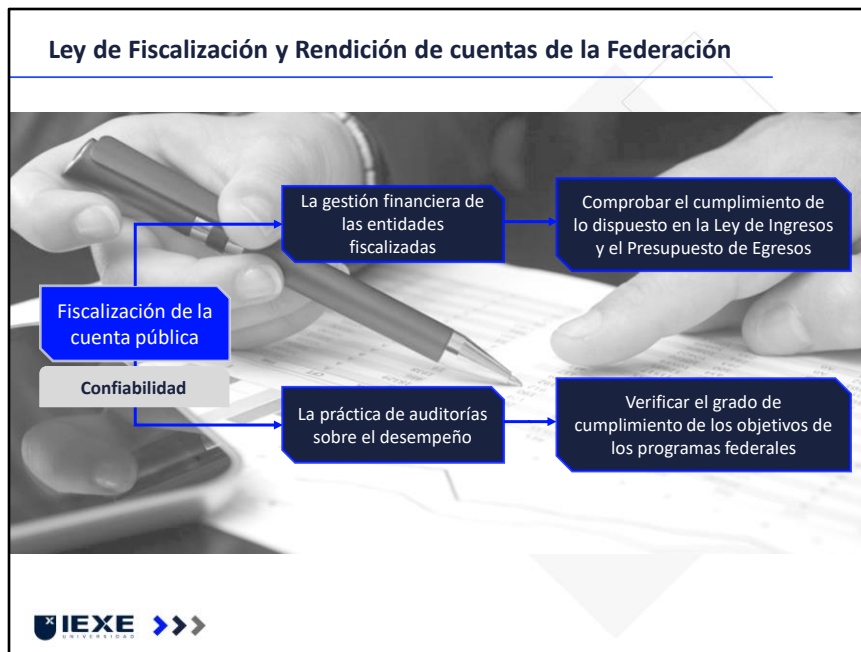 Ley de Fiscalización y Rendición de cuentas de la Federación
La gestión financiera de
las entidades
fiscalizadas
Comprobar el cumplimiento de
lo dispuesto en la Ley de Ingresos
y el Presupuesto de Egresos
Fiscalización de la
cuenta pública
Confiabilidad
La práctica de auditorías
sobre el desempeño
Verificar el grado de
cumplimiento de los objetivos de
los programas federales
IEXE
UNIVERSIDAD